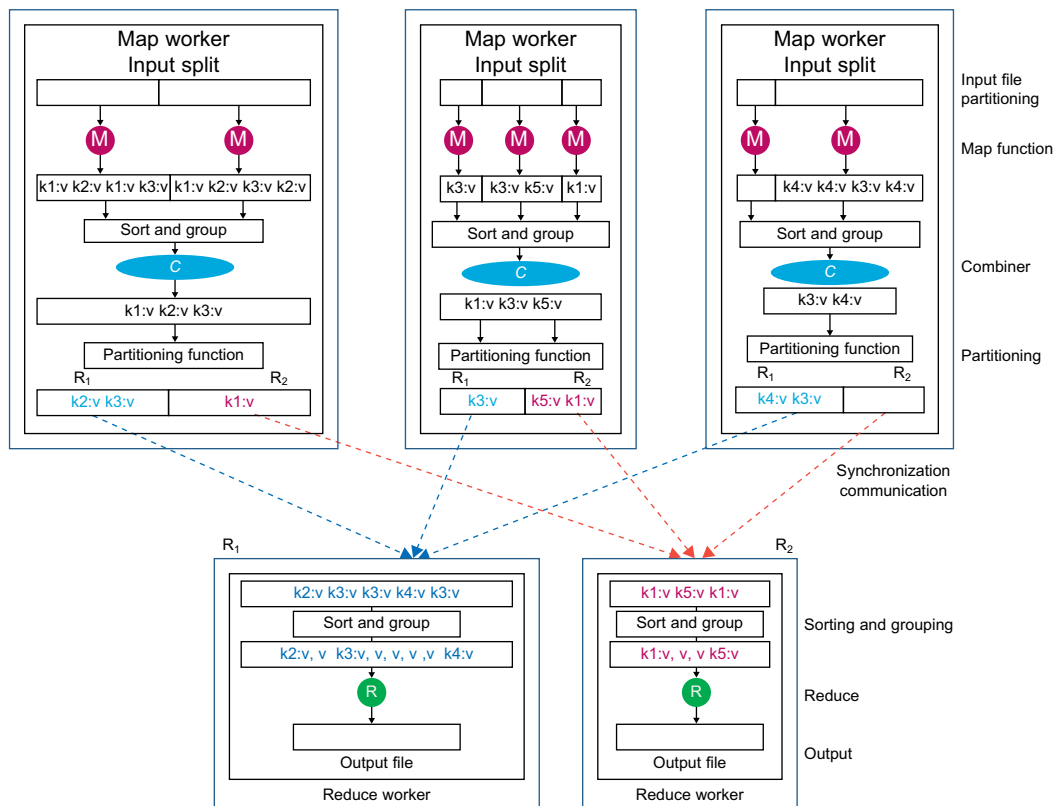 Map worker
Input split
M M
k1:v k2:v k1:v k3:v k1:v k2:v k3:v k2:v
Sort and group
C
k1:v k2:v k3:v
Partitioning function
R1 R2
k2:v k3:v k1:v
Map worker
Input split
M M M
k3:v k3:v k5:v k1:v
Sort and group
C
k1:v k3:v k5:v
Partitioning function
R1 R2
k3:v k5:v k1:v
Map worker
Input split
M M
k4:v k4:v k3:v k4:v
Sort and group
C
k3:v k4:v
Partitioning function
R1 R2
k4:v k3:v
Input file
partitioning
Map function
Combiner
Partitioning
Synchronization
communication
R1
k2:v k3:v k3:v k4:v k3:v
Sort and group
k2:v, v k3:v, v, v, v ,v k4:v
R
Output file
Reduce worker
R2
k1:v k5:v k1:v
Sort and group
k1:v, v, v k5:v
R
Output file
Reduce worker
Sorting and grouping
Reduce
Output